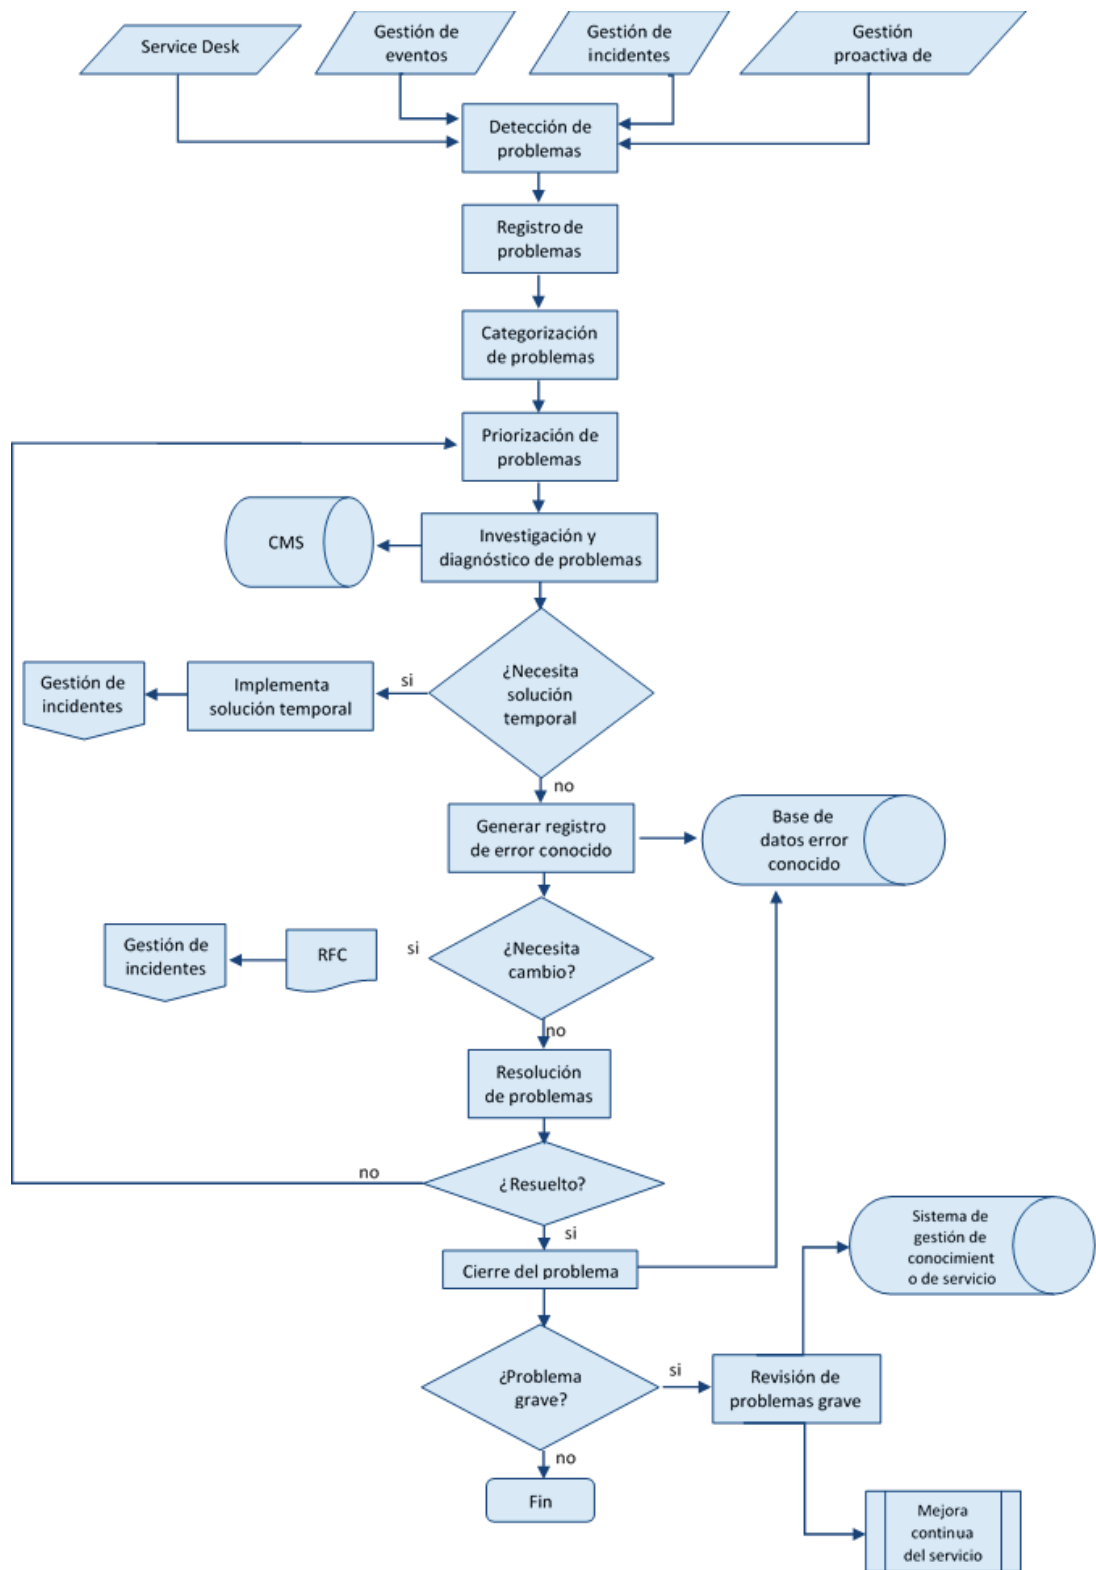 Service Desk
Gestión de
eventos
Gestión de
incidentes
Gestión
proactiva de
Detección de
problemas
Registro de
problemas
Categorización
de problemas
Priorización de
problemas
CMS
Investigación y
diagnóstico de problemas
Gestión de
incidentes
Implementa
solución temporal
si
¿Necesita
solución
temporal
no
Generar registro
de error conocido
Base de
datos error
conocido
Gestión de
incidentes
RFC
si
¿Necesita
cambio?
no
Resolución
de problemas
no
¿Resuelto?
si
Cierre del problema
Sistema de
gestión de
conocimient
o de servicio
¿Problema
grave?
si
Revisión de
problemas grave
no
Fin
Mejora
continua
del servicio